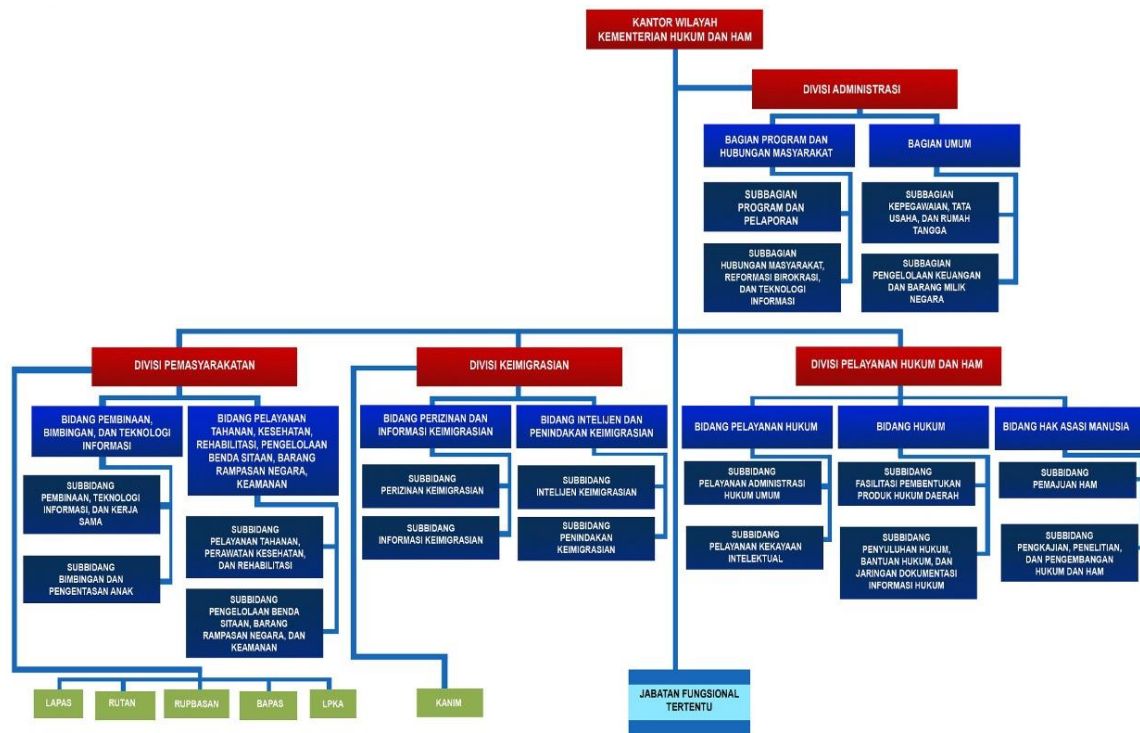 KANTOR WILAYAH
KEMENTERIAN HUKUM DAN HAM
DIVISI ADMINISTRASI
BAGIAN PROGRAM DAN
HUBUNGAN MASYARAKAT
BAGIAN UMUM
SUBBAGIAN
PROGRAM DAN
PELAPORAN
SUBBAGIAN
KEPEGAWAIAN, TATA
USAHA, DAN RUMAH
TANGGA
SUBBAGIAN
HUBUNGAN MASYARAKAT,
REFORMASI BIROKRASI,
DAN TEKNOLOGI
INFORMASI
SUBBAGIAN
PENGELOLAAN KEUANGAN
DAN BARANG MILIK
NEGARA
DIVISI PEMASYARAKATAN
DIVISI KEIMIGRASIAN
DIVISI PELAYANAN HUKUM DAN HAM
BIDANG PEMBINAAN,
BIMBINGAN, DAN TEKNOLOGI
INFORMASI
BIDANG PELAYANAN
TAHANAN, KESEHATAN,
REHABILITASI, PENGELOLAAN
BENDA SITAAN, BARANG
RAMPASAN NEGARA,
KEAMANAN
SUBBIDANG
PEMBINAAN, TEKNOLOGI
INFORMASI, DAN KERJA
SAMA
SUBBIDANG
PELAYANAN TAHANAN,
PERAWATAN KESEHATAN,
DAN REHABILITASI
SUBBIDANG
BIMBINGAN DAN
PENGENTASAN ANAK
SUBBIDANG
PENGELOLAAN BENDA
SITAAN, BARANG
RAMPASAN NEGARA, DAN
KEAMANAN
BIDANG PERIZINAN DAN
INFORMASI KEIMIGRASIAN
BIDANG INTELIJEN DAN
PENINDAKAN KEIMIGRASIAN
SUBBIDANG
PERIZINAN KEIMIGRASIAN
SUBBIDANG
INTELIJEN KEIMIGRASIAN
SUBBIDANG
INFORMASI KEIMIGRASIAN
SUBBIDANG
PENINDAKAN
KEIMIGRASIAN
BIDANG PELAYANAN HUKUM
BIDANG HUKUM
BIDANG HAK ASASI MANUSIA
SUBBIDANG
PELAYANAN ADMINISTRASI
HUKUM UMUM
SUBBIDANG
FASILITASI PEMBENTUKAN
PRODUK HUKUM DAERAH
SUBBIDANG
PEMAJUAN HAM
SUBBIDANG
PELAYANAN KEKAYAAN
INTELEKTUAL
SUBBIDANG
PENYULUHAN HUKUM,
BANTUAN HUKUM, DAN
JARINGAN DOKUMENTASI
INFORMASI HUKUM
SUBBIDANG
PENGKAJIAN, PENELITIAN,
DAN PENGEMBANGAN
HUKUM DAN HAM
LAPAS
RUTAN
RUPBASAN
BAPAS
LPKA
KANIM
JABATAN FUNGSIONAL
TERTENTU